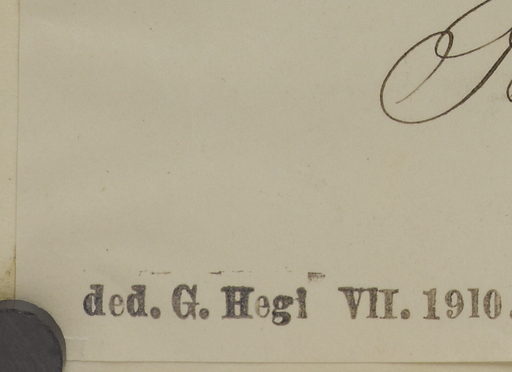 ded. G. Hegi VII. 1910.